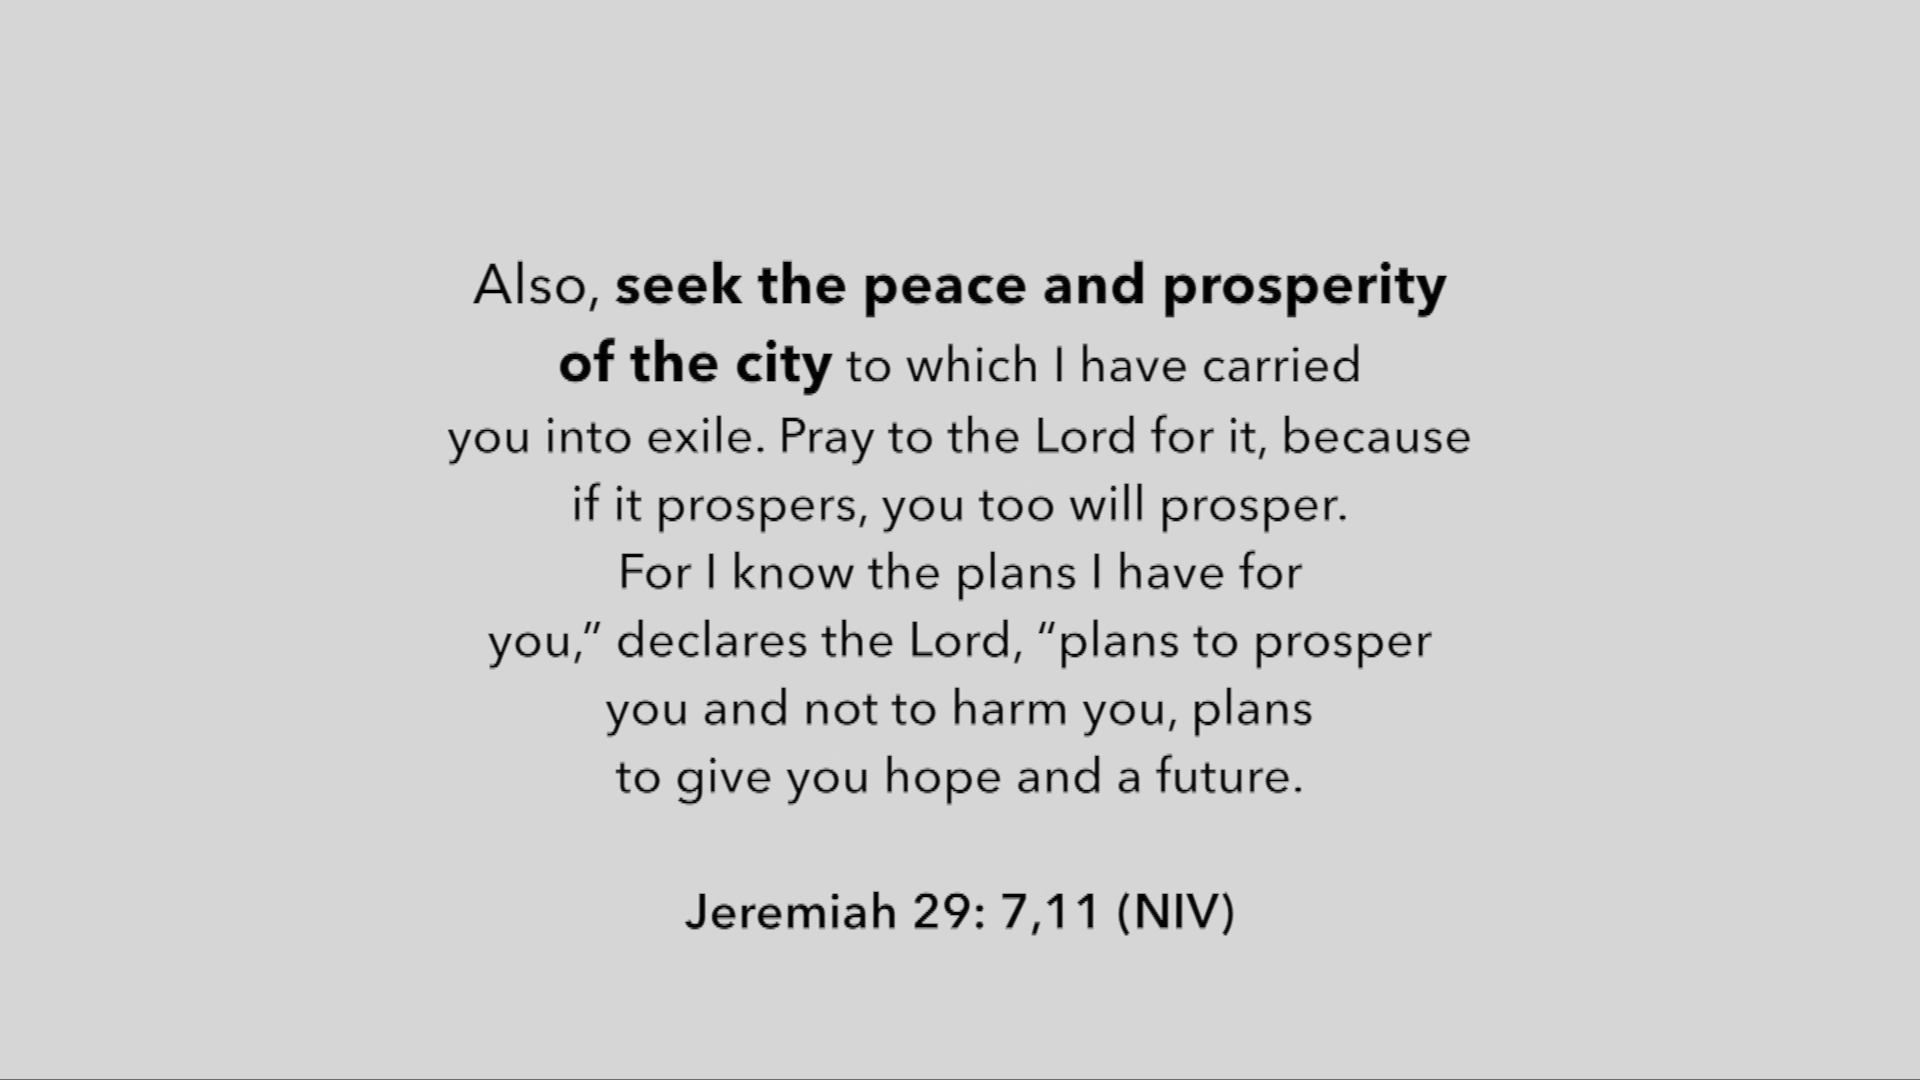 Also, seek the peace and prosperity
of the city to which I have carried
you into exile. Pray to the Lord for it, because
if it prospers, you too will prosper.
For I know the plans I have for
you,” declares the Lord, “plans to prosper
you and not to harm you, plans
to give you hope and a future.
Jeremiah 29: 7,11 (NIV)